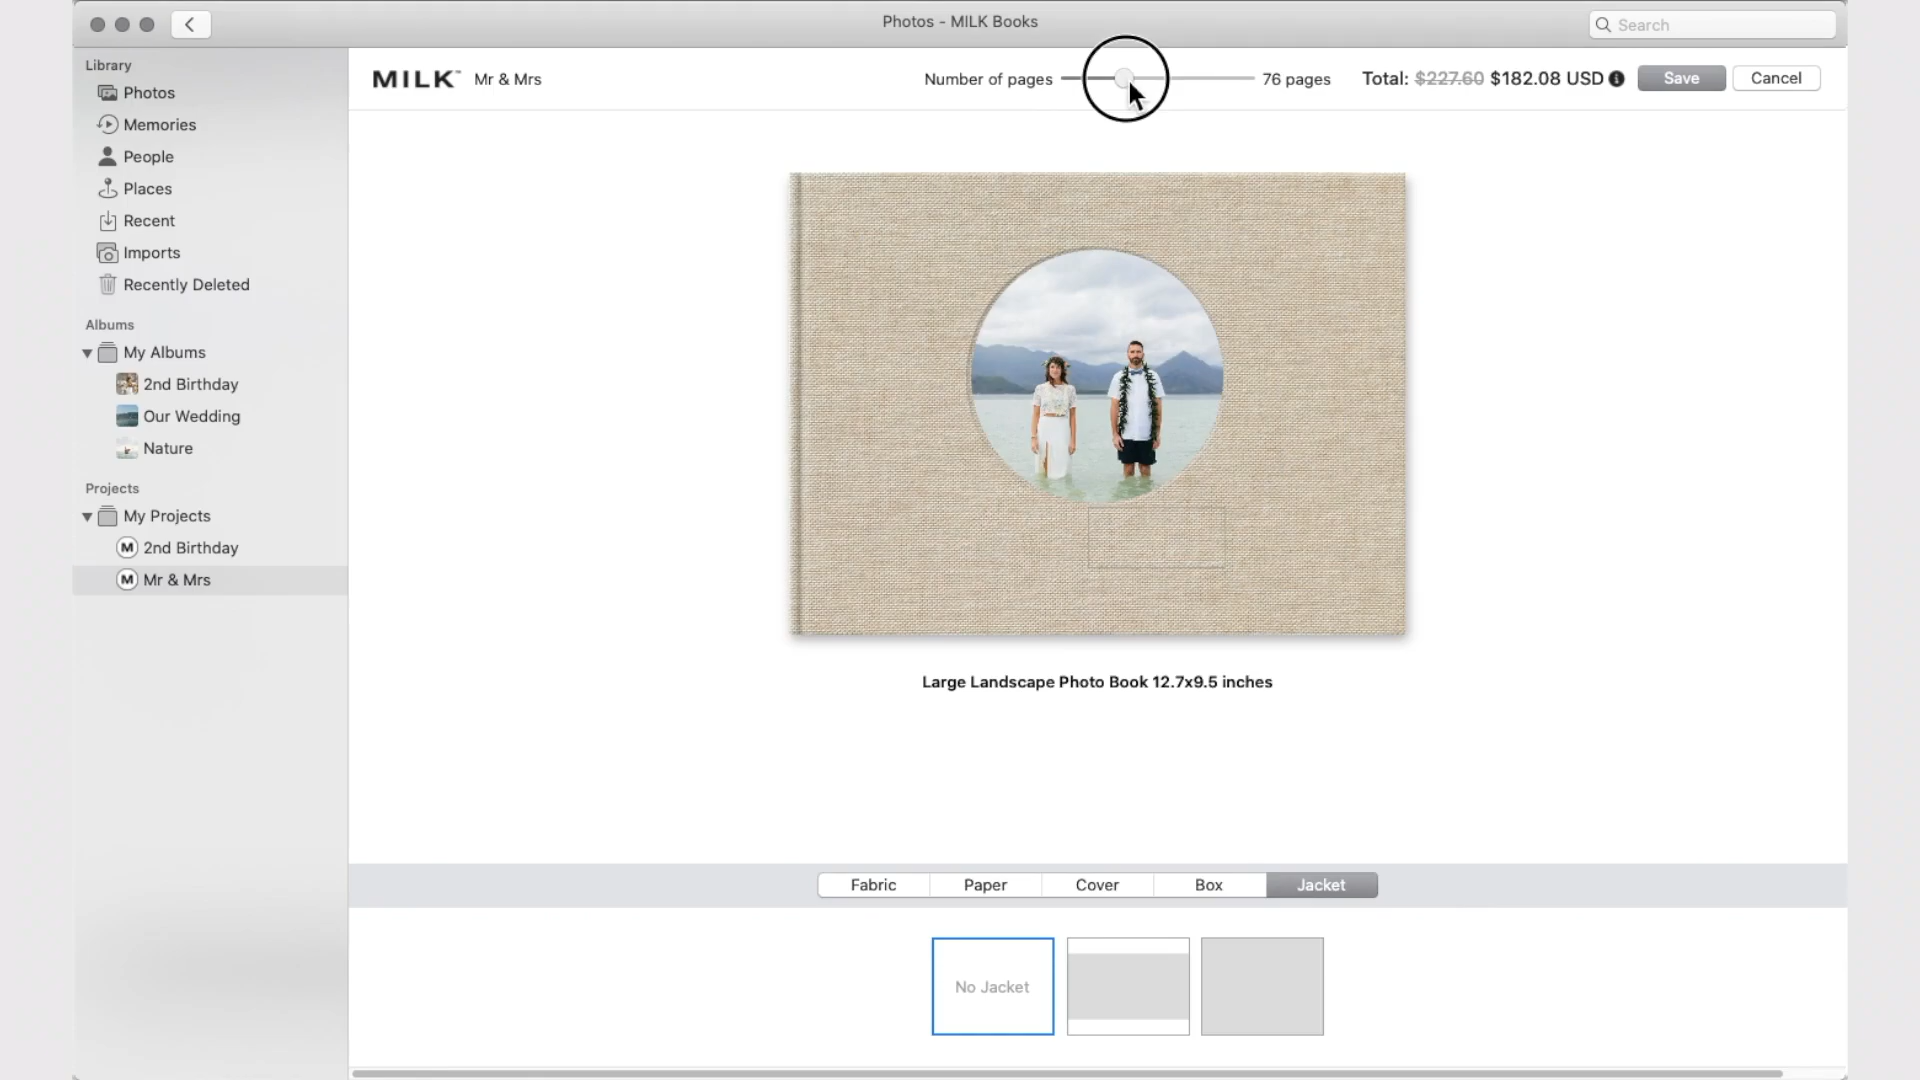 Photos - MILK Books
Search
Library
Photos
Memories
People
Places
Recent
Imports
Recently Deleted
Albums
My Albums
2nd Birthday
Our Wedding
Nature
Projects
My Projects
M 2nd Birthday
M Mr & Mrs
MILK™ Mr & Mrs
Number of pages 76 pages Total: $227.60 $182.08 USD Save Cancel
Large Landscape Photo Book 12.7x9.5 inches
Fabric Paper Cover Box Jacket
No Jacket